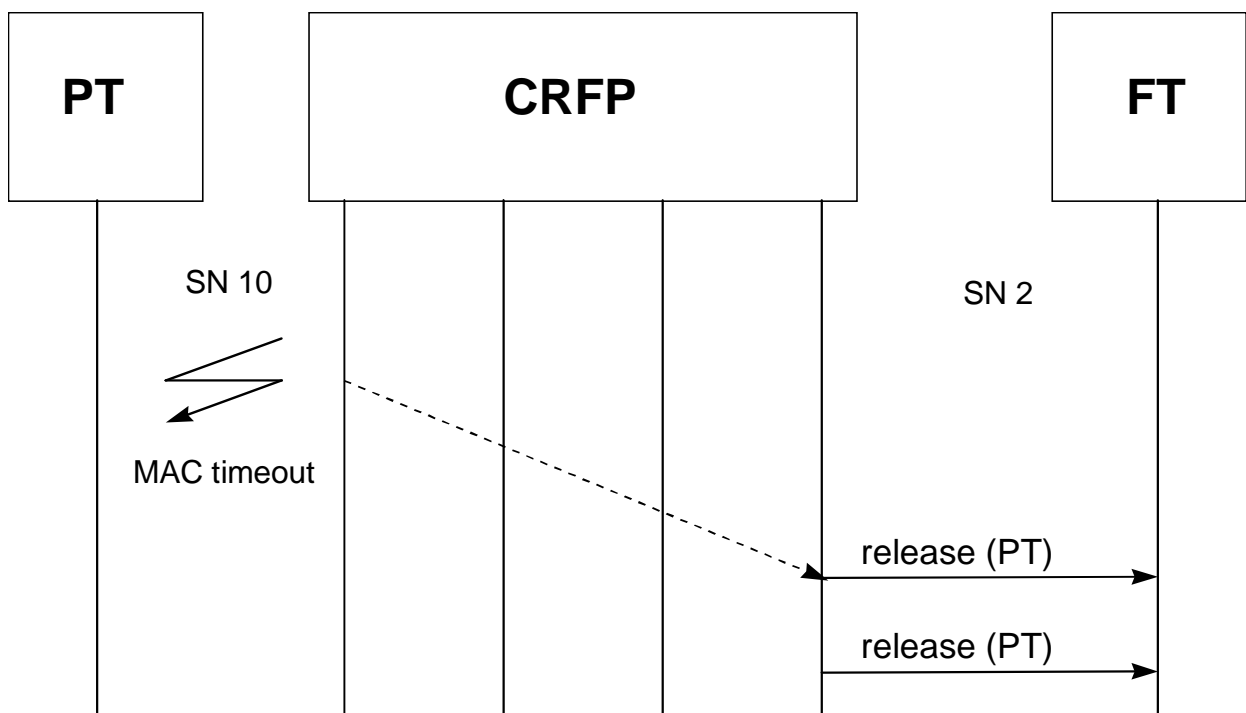 PT
CRFP
FT
SN 10
SN 2
MAC timeout
release (PT)
release (PT)